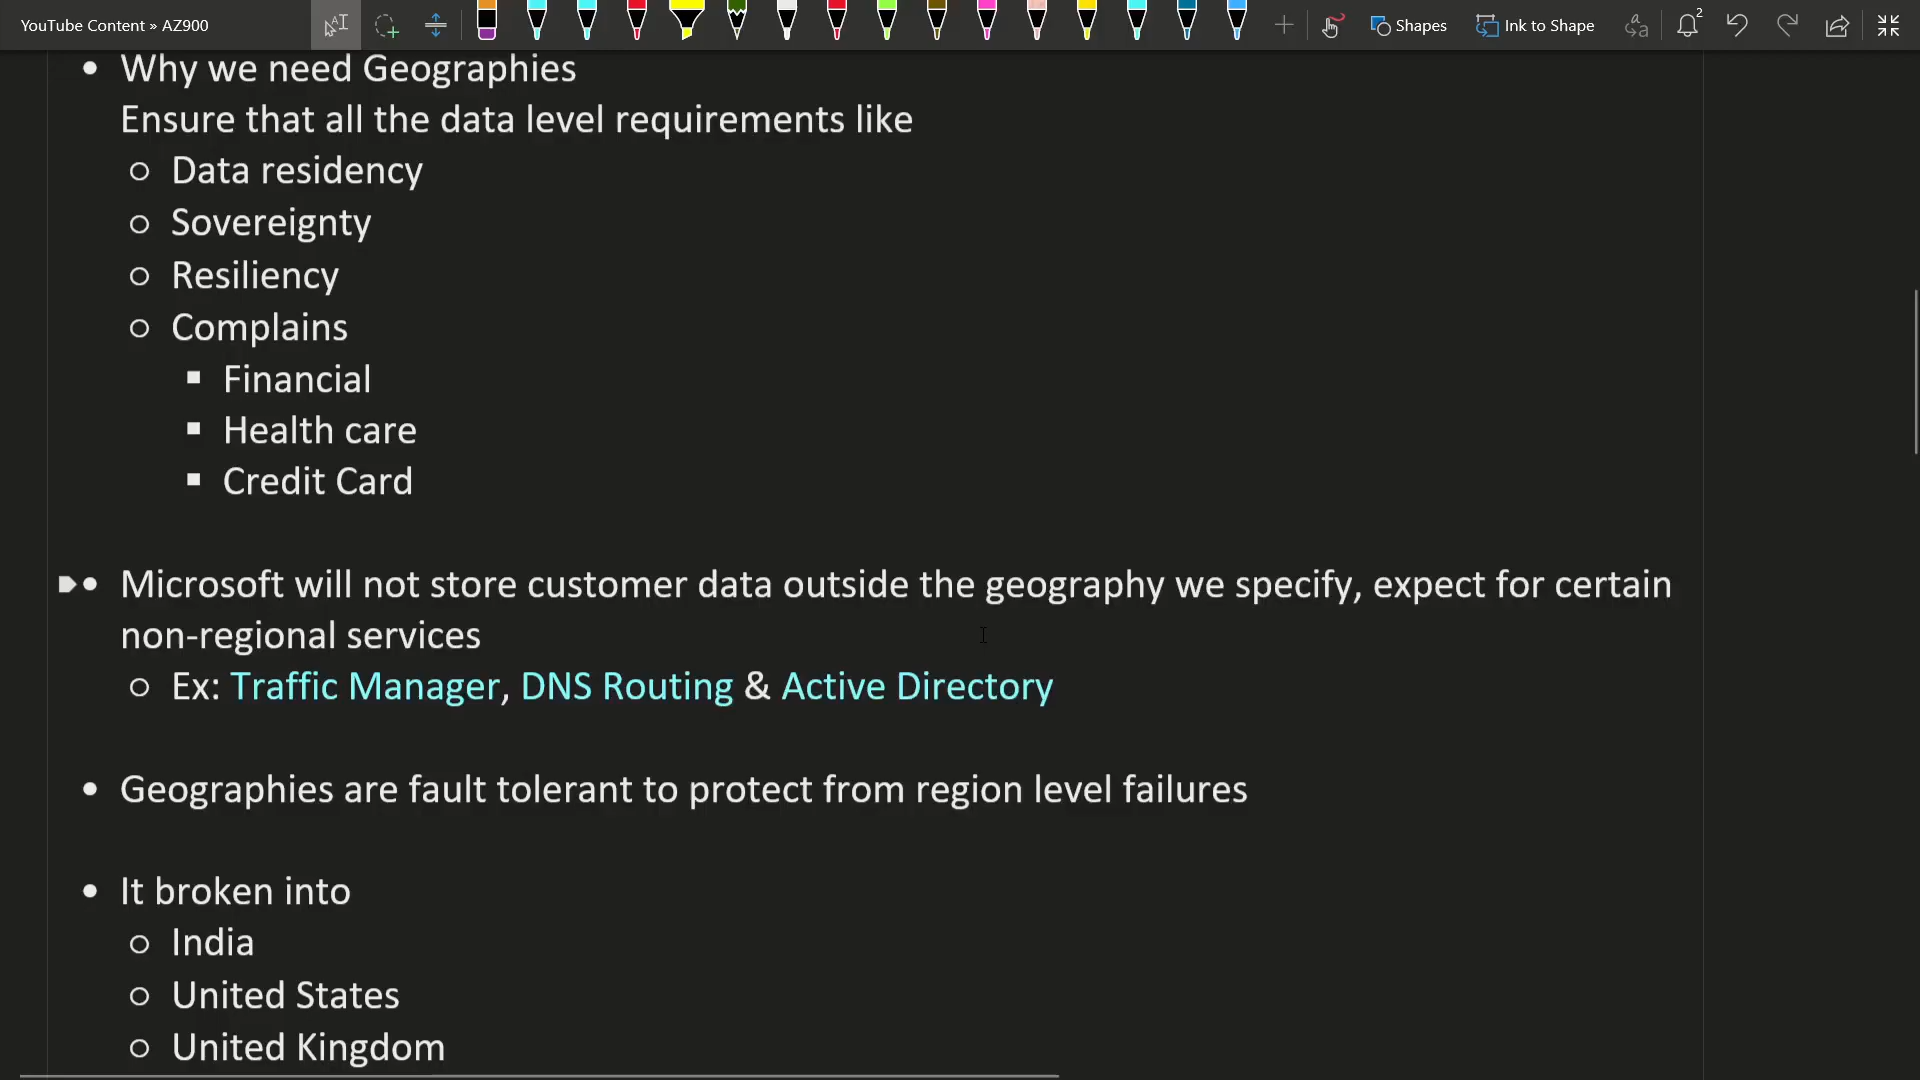 YouTube Content » AZ900
Shapes
Ink to Shape
2
Why we need Geographies
Ensure that all the data level requirements like
Data residency
Sovereignty
Resiliency
Complains
Financial
Health care
Credit Card
Microsoft will not store customer data outside the geography we specify, expect for certain
non-regional services
Ex: Traffic Manager, DNS Routing & Active Directory
Geographies are fault tolerant to protect from region level failures
It broken into
India
United States
United Kingdom